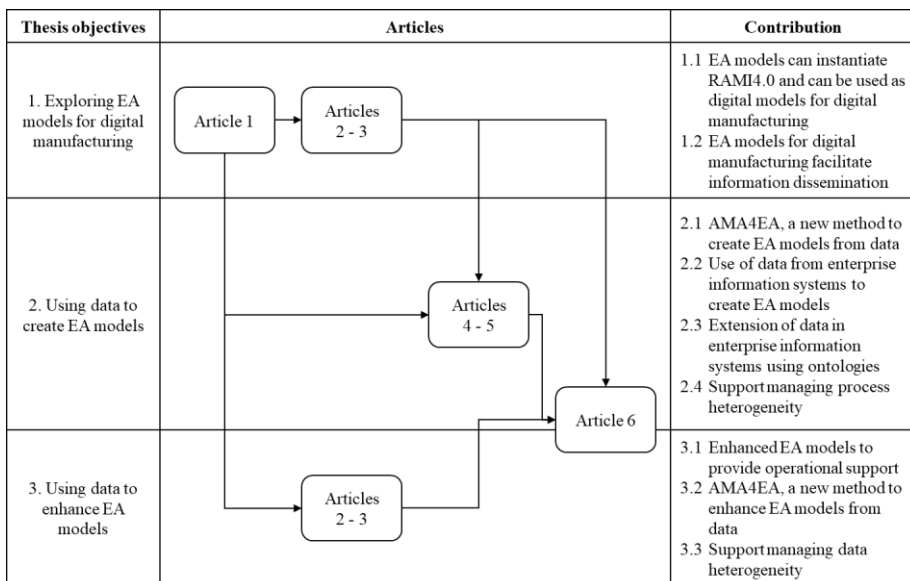 Thesis objectives
Articles
Contribution
1. Exploring EA
models for digital
manufacturing
Article 1
Articles
2 - 3
1.1 EA models can instantiate
RAMI4.0 and can be used as
digital models for digital
manufacturing
1.2 EA models for digital
manufacturing facilitate
information dissemination
2. Using data to
create EA models
Articles
4 - 5
Article 6
2.1 AMA4EA, a new method to
create EA models from data
2.2 Use of data from enterprise
information systems to
create EA models
2.3 Extension of data in
enterprise information
systems using ontologies
2.4 Support managing process
heterogeneity
3. Using data to
enhance EA
models
Articles
2 - 3
3.1 Enhanced EA models to
provide operational support
3.2 AMA4EA, a new method to
enhance EA models from
data
3.3 Support managing data
heterogeneity